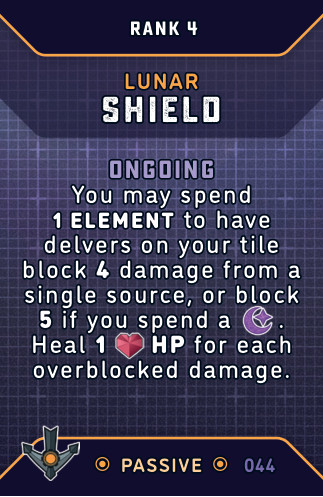 RANK 4
LUNAR
SHIELD
ONGOING
You may spend
1 ELEMENT to have
delvers on your tile
block 4 damage from a
single source, or block
5 if you spend a .
Heal 1 HP for each
overblocked damage.
PASSIVE 044